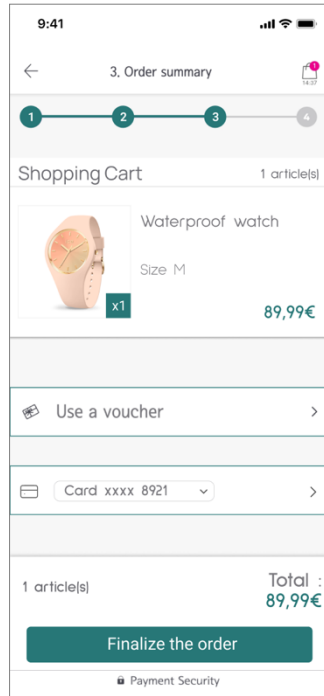 9:41
3. Order summary
1
14:37
1 2 3 4
Shopping Cart 1 article(s)
Waterproof watch
Size M
x1
89,99€
Use a voucher
Card xxxx 8921
1 article(s) Total :
89,99€
Finalize the order
Payment Security